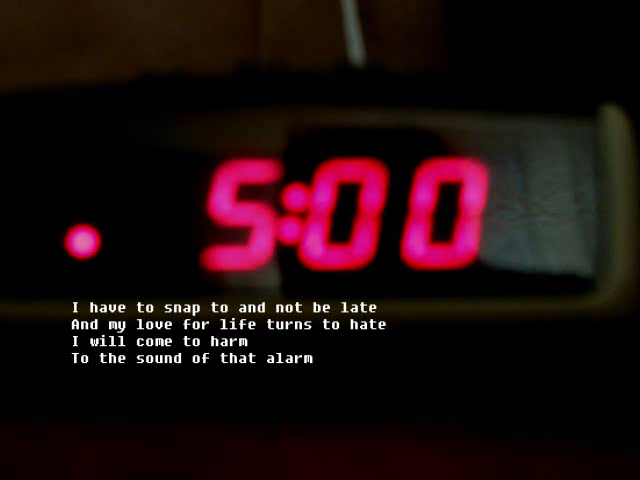 5:00
I have to snap to and not be late
And my love for life turns to hate
I will come to harm
To the sound of that alarm